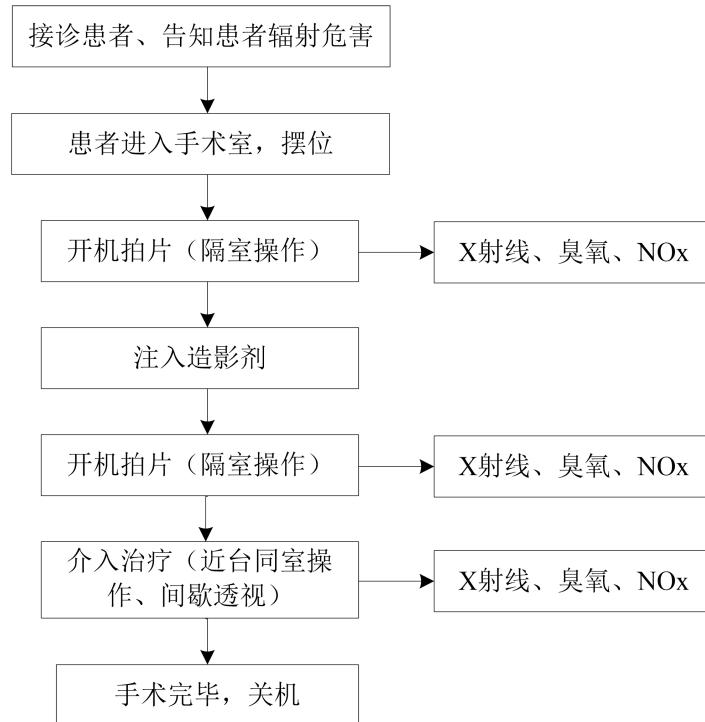 接诊患者、告知患者辐射危害
患者进入手术室，摆位
开机拍片（隔室操作）
X射线、臭氧、NOx
注入造影剂
开机拍片（隔室操作）
X射线、臭氧、NOx
介入治疗（近台同室操
作、间歇透视）
X射线、臭氧、NOx
手术完毕，关机